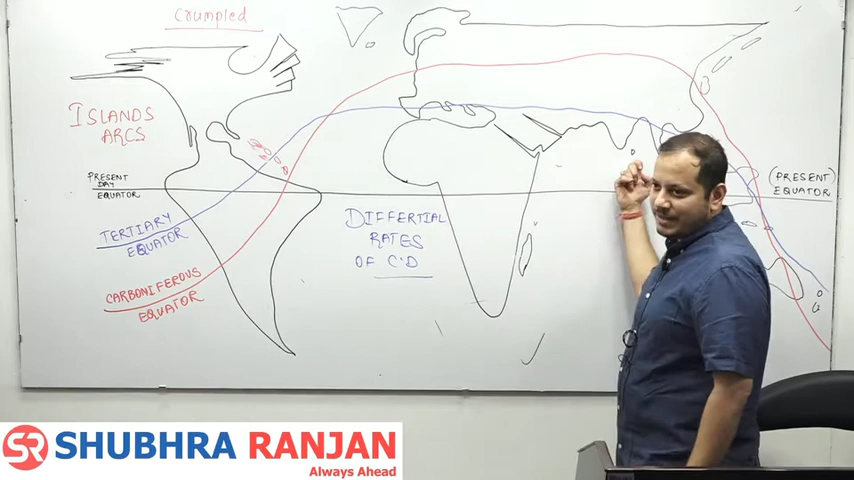 Crumpled
ISLANDS
ARCS
PRESENT
DAY
EQUATOR
TERTIARY
EQUATOR
CARBONIFEROUS
EQUATOR
DIFFERTIAL
RATES
OF C.D
(PRESENT)
EQUATOR
SR SHUBHRA RANJAN
Always Ahead